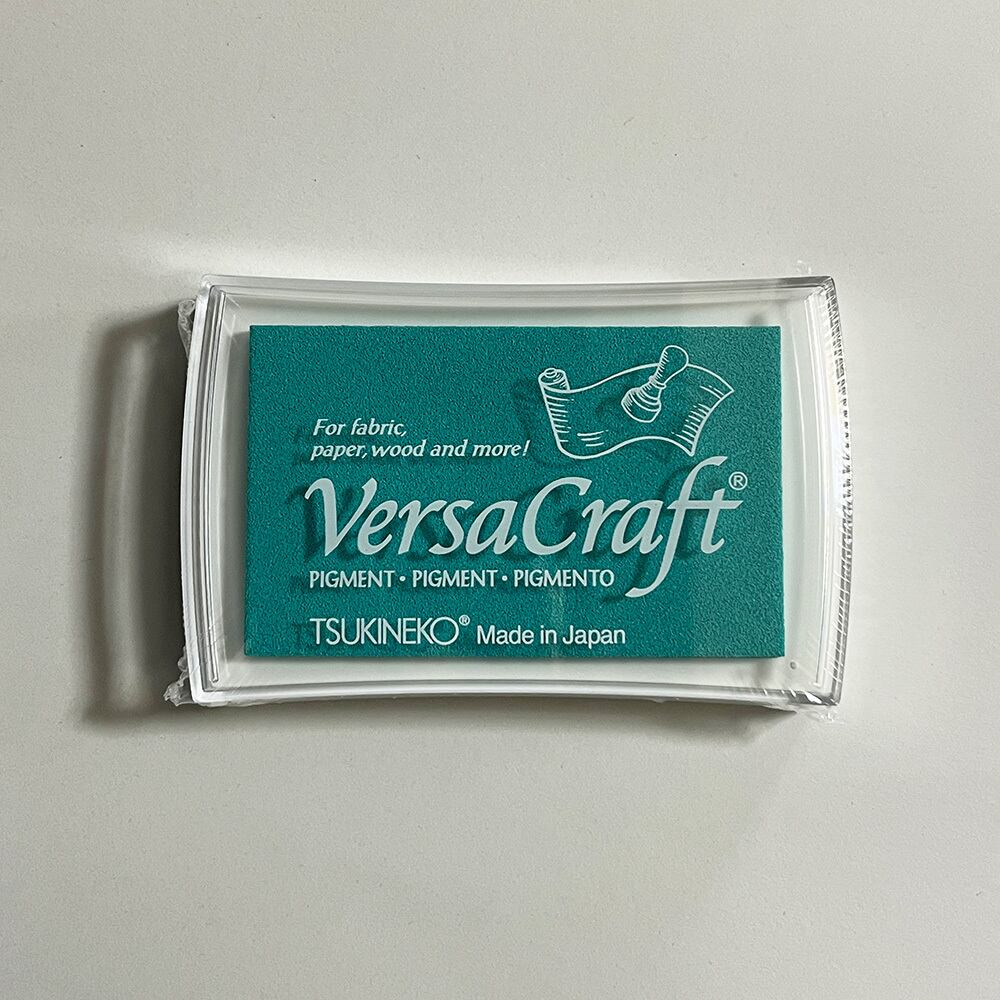 For fabric,
paper, wood and more!
VersaCraft®
PIGMENT • PIGMENT • PIGMENTO
TSUKINEKO® Made in Japan